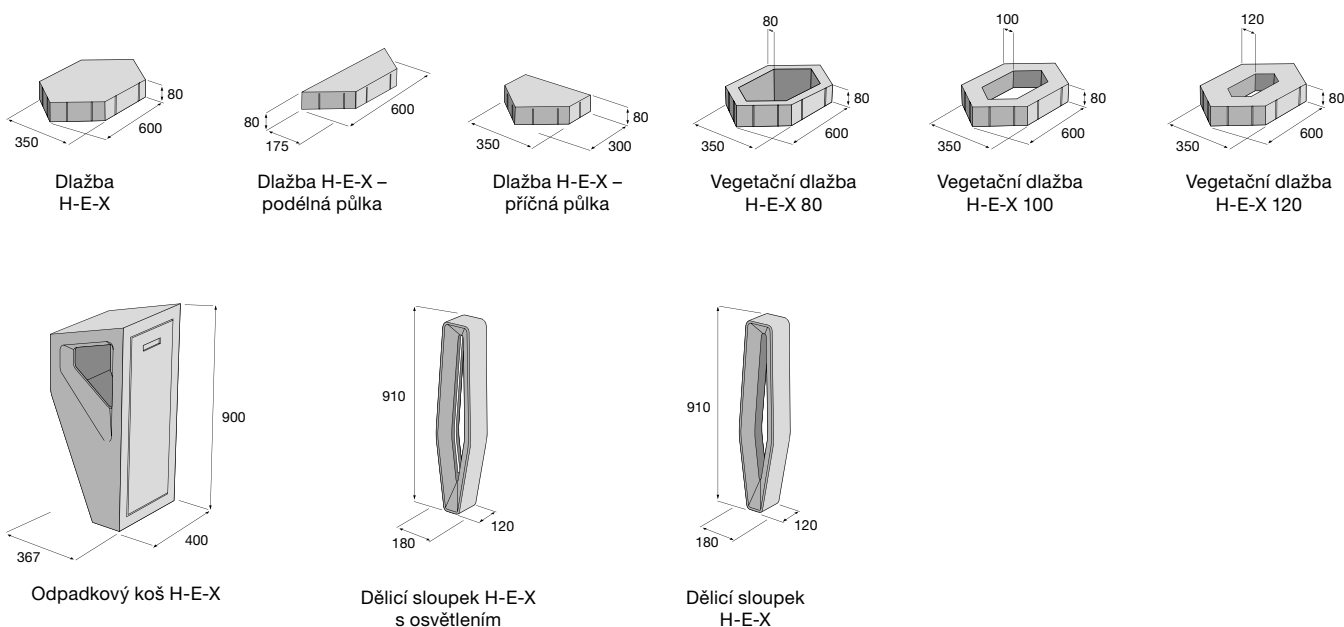 80
100
120
80
600
350
80
175
600
350
80
300
80
600
350
80
600
350
80
600
350
Dlažba
H-E-X
Dlažba H-E-X –
podélná půlka
Dlažba H-E-X –
příčná půlka
Vegetační dlažba
H-E-X 80
Vegetační dlažba
H-E-X 100
Vegetační dlažba
H-E-X 120
900
367
400
910
180
120
910
180
120
Odpadkový koš H-E-X
Dělicí sloupek H-E-X
s osvětlením
Dělicí sloupek
H-E-X